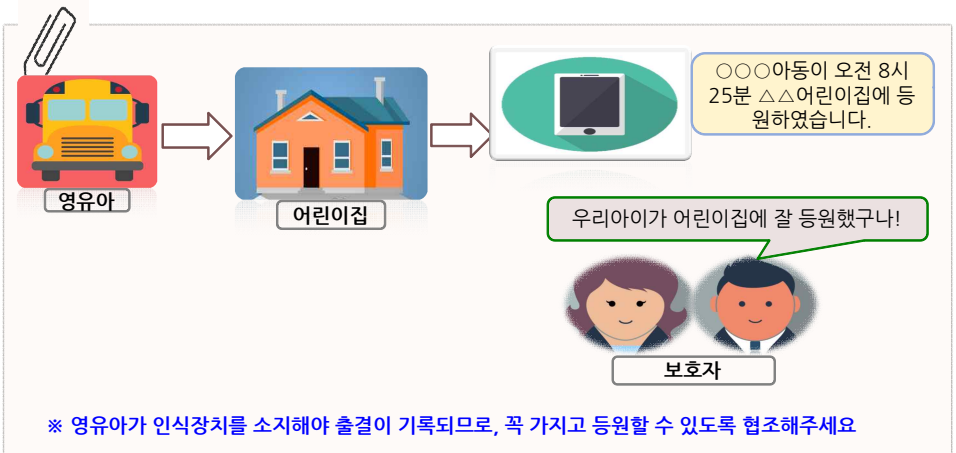 ○○○아동이 오전 8시
25분 △△어린이집에 등
원하였습니다.
영유아
어린이집
우리아이가 어린이집에 잘 등원했구나!
보호자
※ 영유아가 인식장치를 소지해야 출결이 기록되므로, 꼭 가지고 등원할 수 있도록 협조해주세요